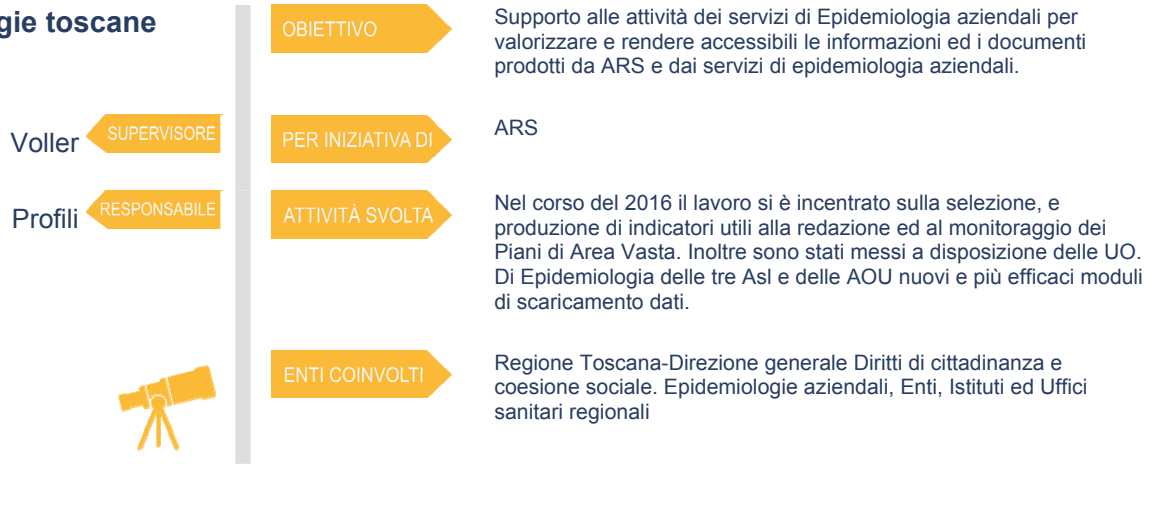 gie toscane
Voller
SUPERVISORE
Profili
RESPONSABILE
OBIETTIVO
Supporto alle attività dei servizi di Epidemiologia aziendali per
valorizzare e rendere accessibili le informazioni ed i documenti
prodotti da ARS e dai servizi di epidemiologia aziendali.
PER INIZIATIVA DI
ARS
ATTIVITÀ SVOLTA
Nel corso del 2016 il lavoro si è incentrato sulla selezione, e
produzione di indicatori utili alla redazione ed al monitoraggio dei
Piani di Area Vasta. Inoltre sono stati messi a disposizione delle UO.
Di Epidemiologia delle tre Asl e delle AOU nuovi e più efficaci moduli
di scaricamento dati.
ENTI COINVOLTI
Regione Toscana-Direzione generale Diritti di cittadinanza e
coesione sociale. Epidemiologie aziendali, Enti, Istituti ed Uffici
sanitari regionali